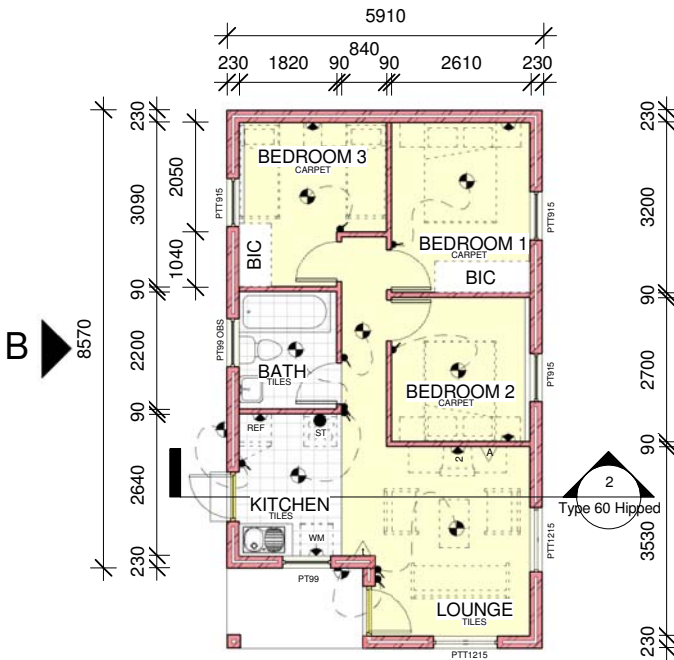 5910
840
230 1820 90 90 2610 230
230
3090
90
2200
90
2640
230
8570
2050
1040
B
BEDROOM 3
CARPET
BIC
BEDROOM 1
CARPET
BIC
BATH
TILES
BEDROOM 2
CARPET
REF
ST
KITCHEN
TILES
WM
2
A
1
LOUNGE
TILES
PTT915
PT99 OBS
PT99
PTT1215
PTT915
PTT915
PTT1215
2
Type 60 Hipped
230
3200
90
2700
90
3530
230